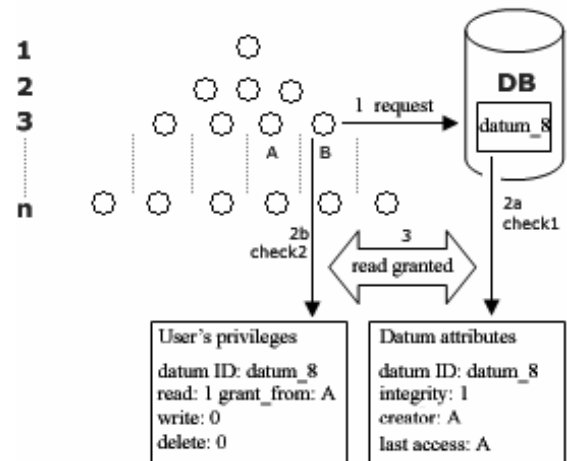 1
2
3
n
A
B
1 request
DB
datum_8
2a
check1
2b
check2
3
read granted
User's privileges
datum ID: datum_8
read: 1 grant_from: A
write: 0
delete: 0
Datum attributes
datum ID: datum_8
integrity: 1
creator: A
last access: A